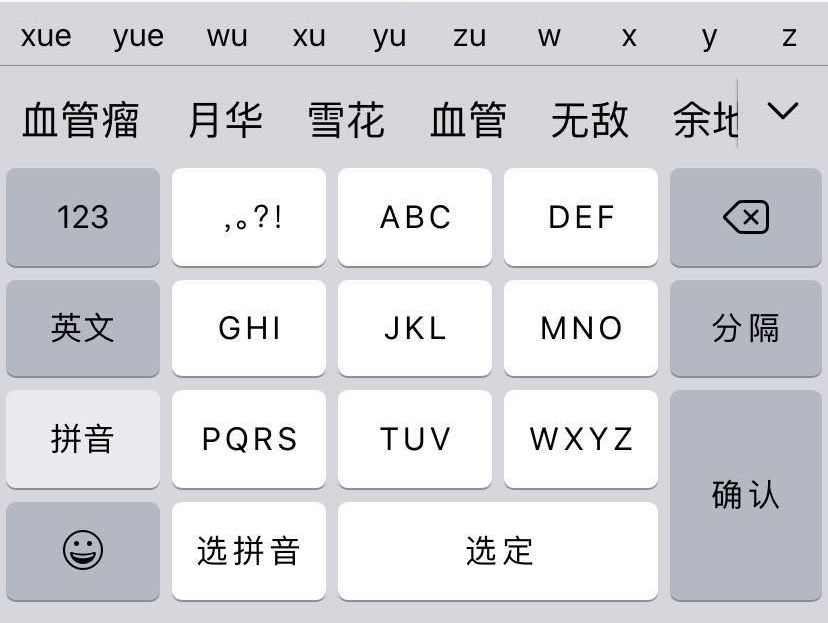 xue yue wu xu yu zu w x y z
血管瘤 月华 雪花 血管 无敌 余地
123 ,。?! ABC DEF
英文 GHI JKL MNO 分隔
拼音 PQRS TUV WXYZ
确认
选拼音 选定